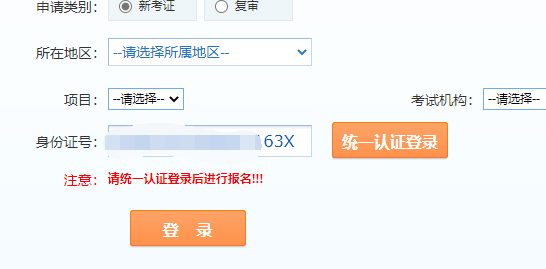 申请类别： 新考证 复审
所在地区： --请选择所属地区--
项目： --请选择-- 考试机构： --请选择--
身份证号： 163X 统一认证登录
注意： 请统一认证登录后进行报名!!!
登 录